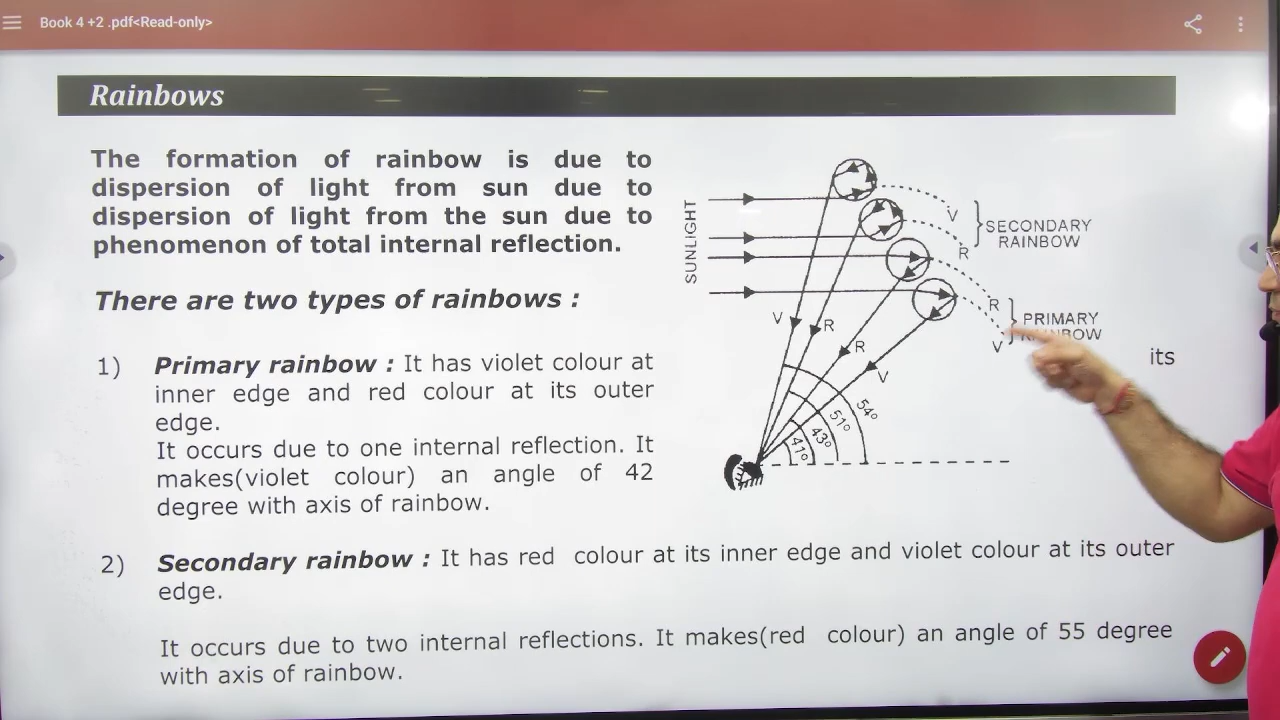 Book 4 +2 .pdf<Read-only>
Rainbows
The formation of rainbow is due to
dispersion of light from sun due to
dispersion of light from the sun due to
phenomenon of total internal reflection.
There are two types of rainbows :
1) Primary rainbow : It has violet colour at
inner edge and red colour at its outer
edge.
It occurs due to one internal reflection. It
makes(violet colour) an angle of 42
degree with axis of rainbow.
SUNLIGHT
V
R
SECONDARY
RAINBOW
R
V
PRIMARY
RAINBOW
V
R
R
V
41°
43°
51°
54°
its
2) Secondary rainbow : It has red colour at its inner edge and violet colour at its outer
edge.
It occurs due to two internal reflections. It makes(red colour) an angle of 55 degree
with axis of rainbow.